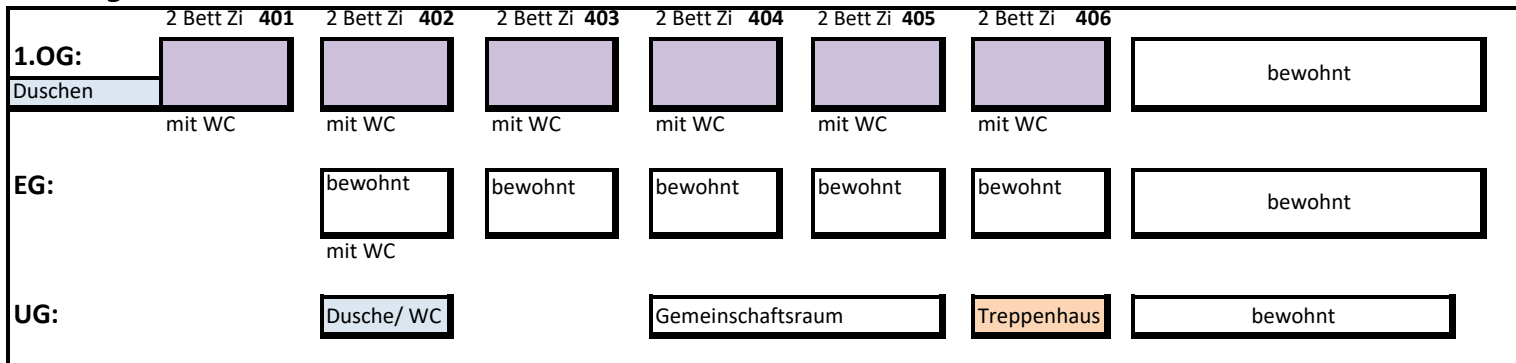 2 Bett Zi 401 2 Bett Zi 402 2 Bett Zi 403 2 Bett Zi 404 2 Bett Zi 405 2 Bett Zi 406
1.OG:
bewohnt
Duschen
mit WC mit WC mit WC mit WC mit WC mit WC
EG: bewohnt bewohnt bewohnt bewohnt bewohnt bewohnt
mit WC
UG: Dusche/ WC Gemeinschaftsraum Treppenhaus bewohnt